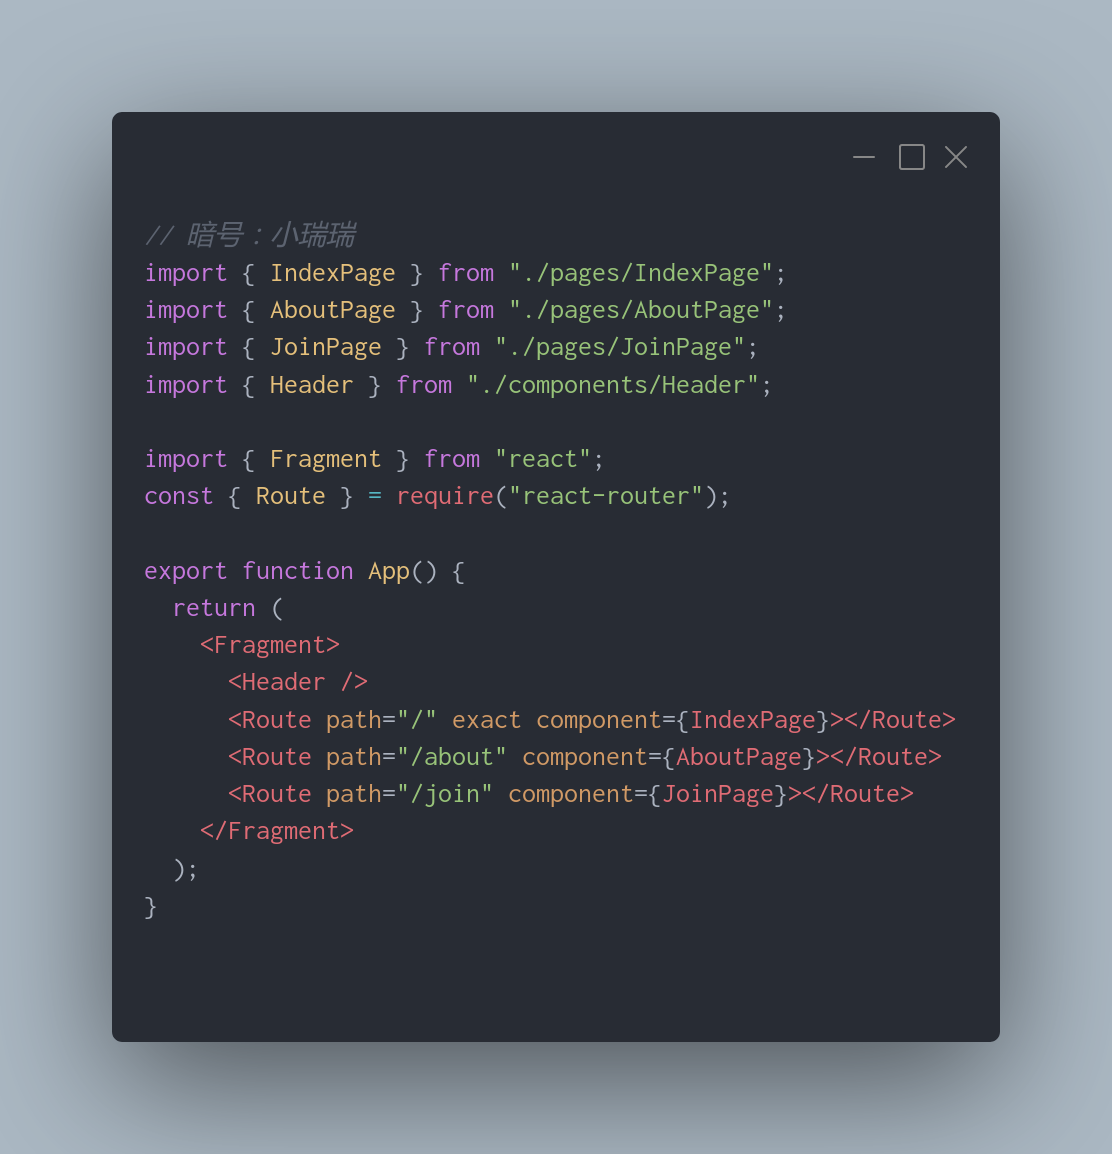 // 暗号：小瑞瑞
import { IndexPage } from "./pages/IndexPage";
import { AboutPage } from "./pages/AboutPage";
import { JoinPage } from "./pages/JoinPage";
import { Header } from "./components/Header";

import { Fragment } from "react";
const { Route } = require("react-router");

export function App() {
  return (
    <Fragment>
      <Header />
      <Route path="/" exact component={IndexPage}></Route>
      <Route path="/about" component={AboutPage}></Route>
      <Route path="/join" component={JoinPage}></Route>
    </Fragment>
  );
}